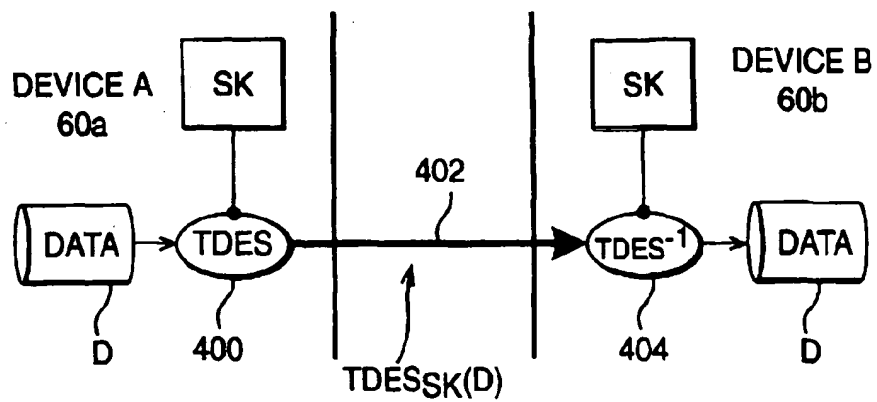 DEVICE A
60a
SK
SK
DEVICE B
60b
402
DATA
TDES
TDES⁻¹
DATA
D
400
404
D
TDESSK(D)